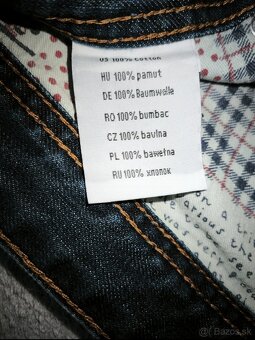 US 100% COTTON
HU 100% pamut
DE 100% Baumwolle
RO 100% bumbac
CZ 100% bavlna
PL 100% bawełna
RU 100% хлопок
© Bazos.sk